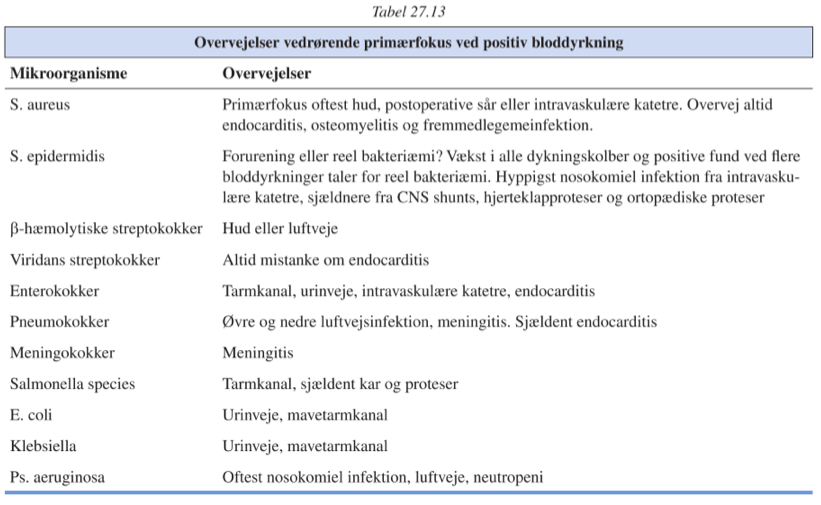 Tabel 27.13
Overvejelser vedrørende primærfokus ved positiv bloddyrkning
Mikroorganisme Overvejelser
S. aureus Primærfokus oftest hud, postoperative sår eller intravaskulære katetre. Overvej altid
endocarditis, osteomyelitis og fremmedlegemeinfektion.
S. epidermidis Forurening eller reel bakteriæmi? Vækst i alle dykningskolber og positive fund ved flere
bloddyrkninger taler for reel bakteriæmi. Hyppigst nosokomiel infektion fra intravasku-
lære katetre, sjældnere fra CNS shunts, hjerteklapproteser og ortopædiske proteser
β-hæmolytiske streptokokker Hud eller luftveje
Viridans streptokokker Altid mistanke om endocarditis
Enterokokker Tarmkanal, urinveje, intravaskulære katetre, endocarditis
Pneumokokker Øvre og nedre luftvejsinfektion, meningitis. Sjældent endocarditis
Meningokokker Meningitis
Salmonella species Tarmkanal, sjældent kar og proteser
E. coli Urinveje, mavetarmkanal
Klebsiella Urinveje, mavetarmkanal
Ps. aeruginosa Oftest nosokomiel infektion, luftveje, neutropeni